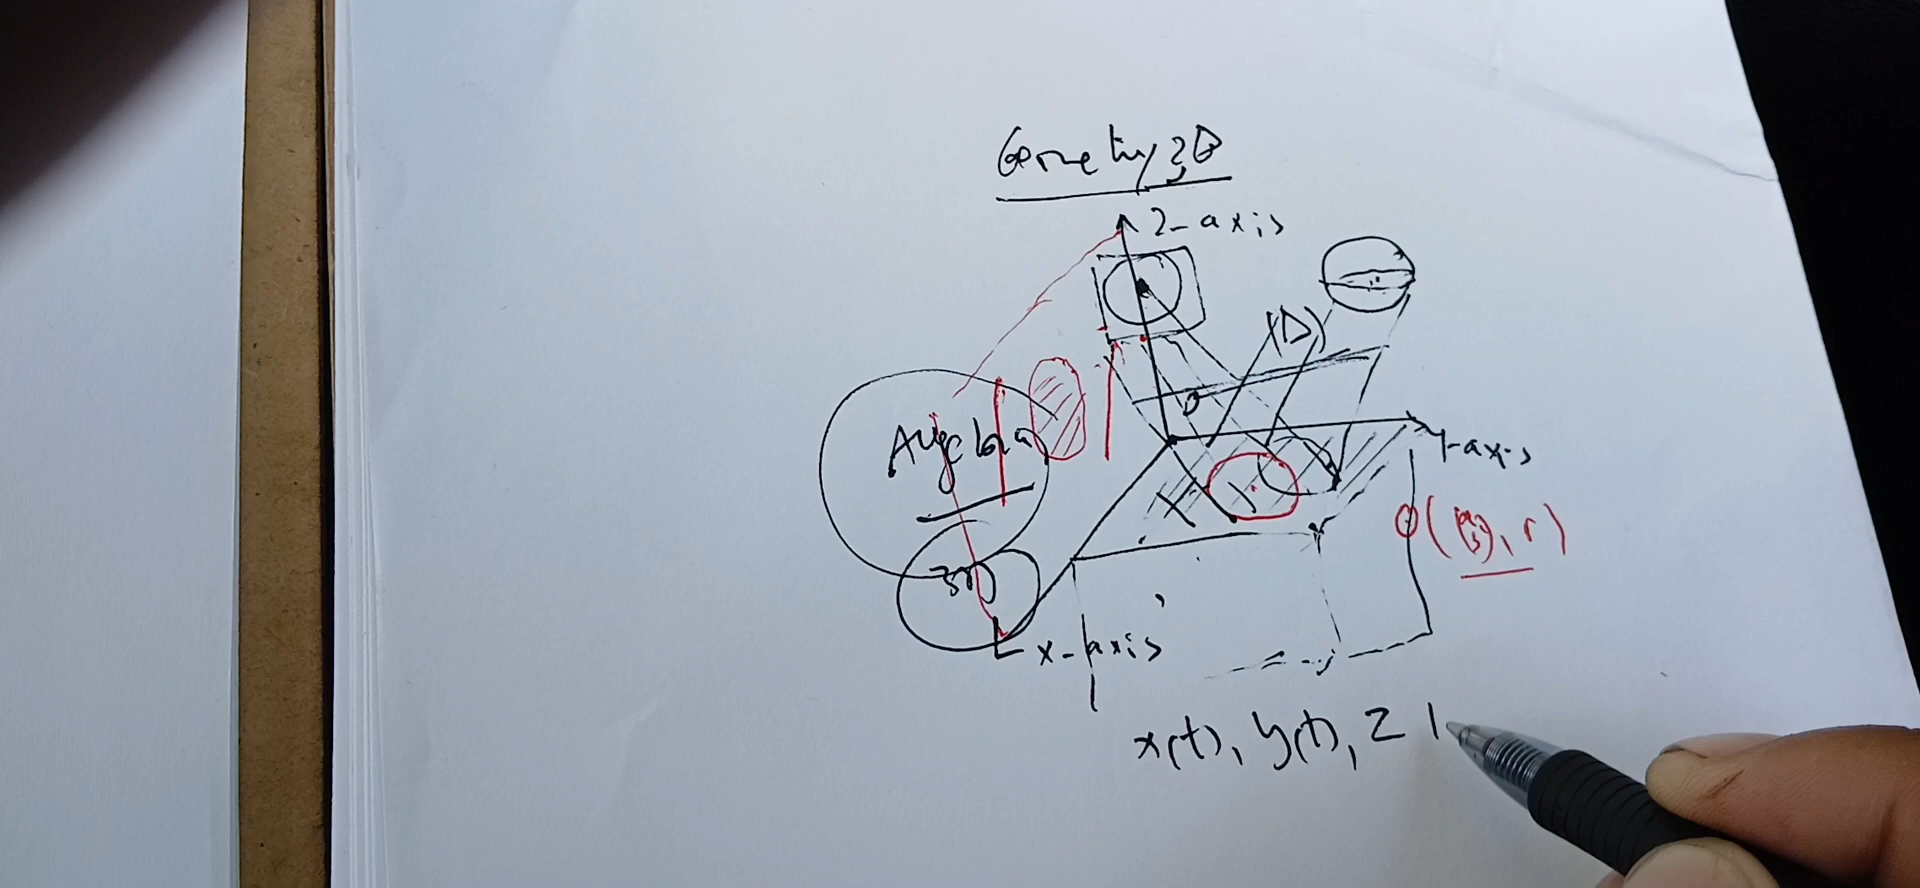 Geometry 3D
Z-axis
(D)
Algebra
y-axis
3D
x-axis
x(t), y(t), z